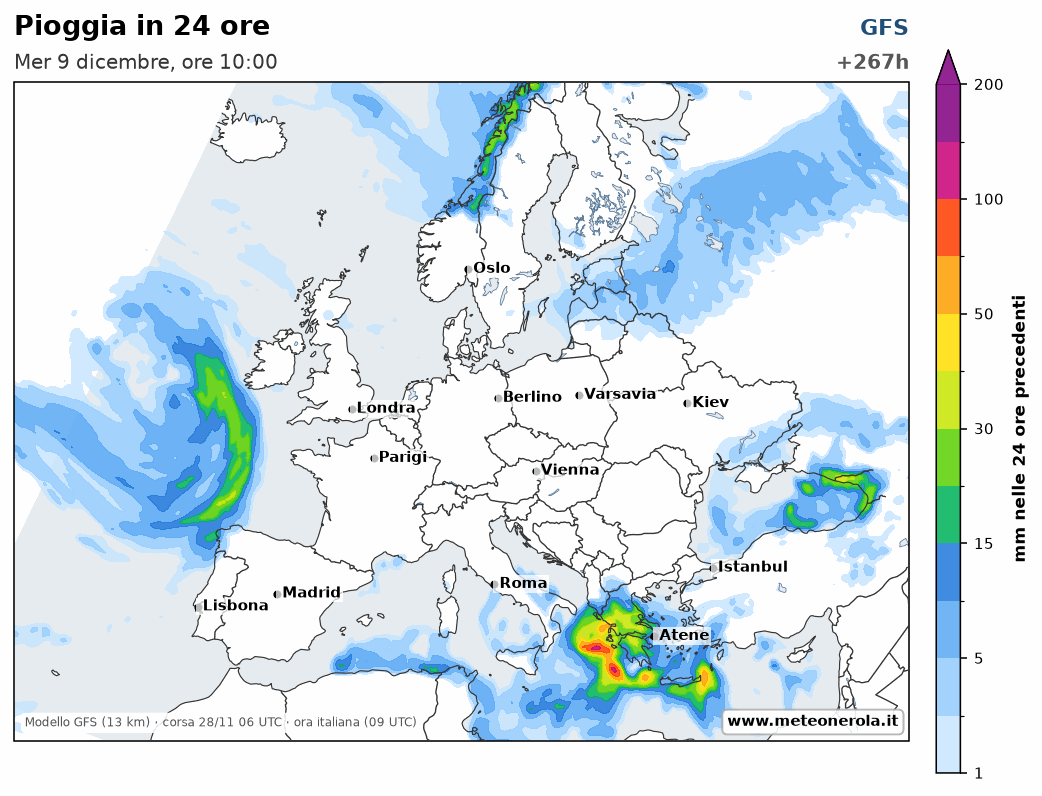 Pioggia in 24 ore
GFS
Mer 9 dicembre, ore 10:00
+267h
200
100
50
30
15
5
1
mm nelle 24 ore precedenti
Oslo
Berlino
Varsavia
Kiev
Londra
Parigi
Vienna
Istanbul
Roma
Madrid
Lisbona
Atene
Modello GFS (13 km) · corsa 28/11 06 UTC · ora italiana (09 UTC)
www.meteonerola.it